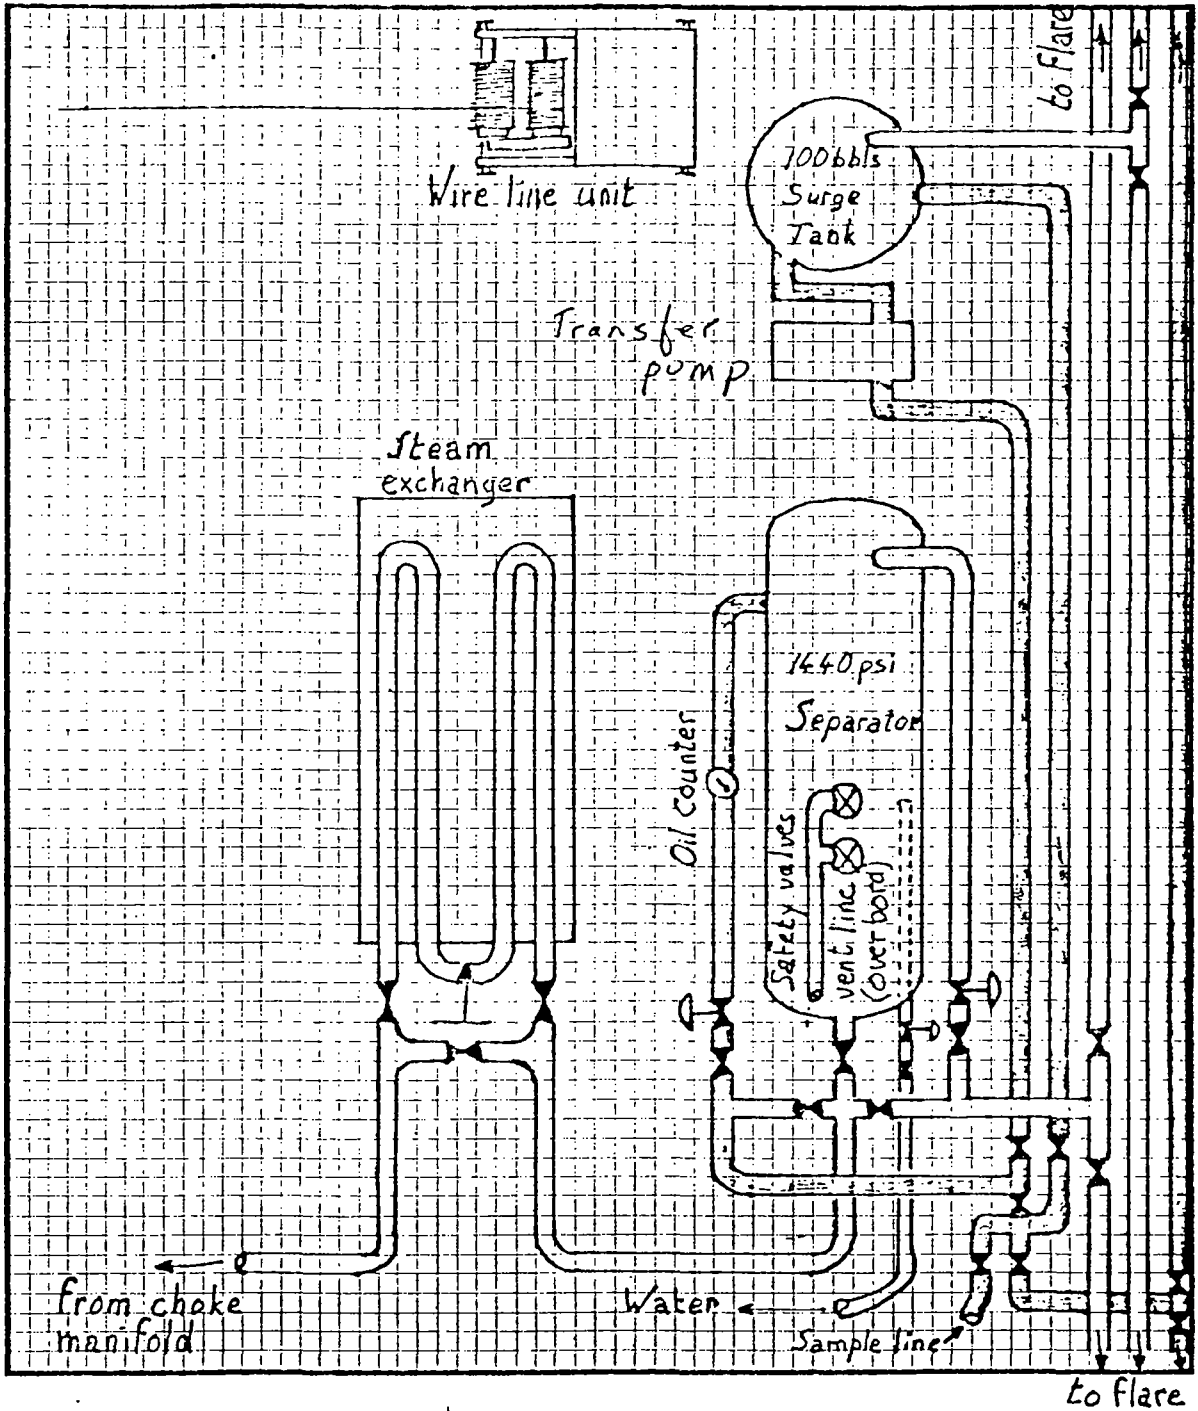 to flare
Wire line unit
100 bbls
Surge
Tank
Transfer
pump
Steam
exchanger
1440 psi
Separator
Oil counter
Safety valves
vent line
(over bord)
from choke
manifold
Water
Sample line
to flare